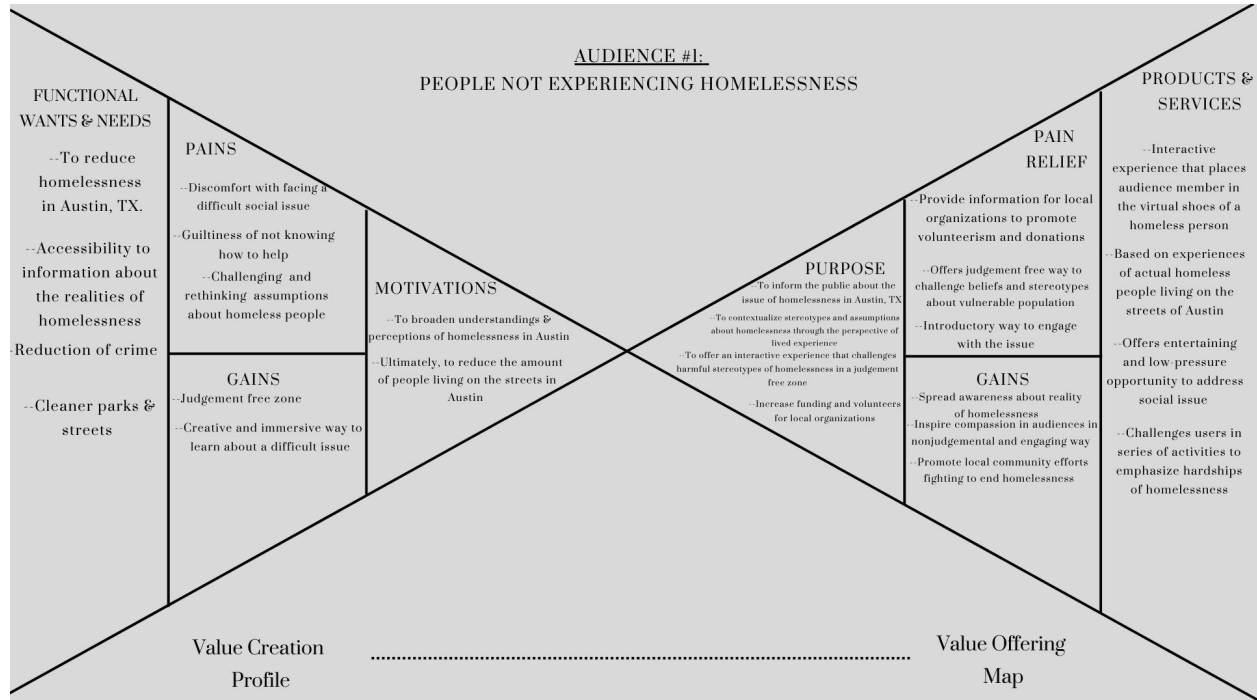 AUDIENCE #1:
PEOPLE NOT EXPERIENCING HOMELESSNESS
FUNCTIONAL
WANTS & NEEDS
--To reduce
homelessness
in Austin, TX.
--Accessibility to
information about
the realities of
homelessness
--Reduction of crime
--Cleaner parks &
streets
PAINS
--Discomfort with facing a
difficult social issue
--Guiltiness of not knowing
how to help
--Challenging and
rethinking assumptions
about homeless people
GAINS
--Judgement free zone
--Creative and immersive way to
learn about a difficult issue
MOTIVATIONS
--To broaden understandings &
perceptions of homelessness in Austin
--Ultimately, to reduce the amount
of people living on the streets in
Austin
PURPOSE
--To inform the public about the
issue of homelessness in Austin, TX
--To contextualize stereotypes and assumptions
about homelessness through the perspective of
lived experience
--To offer an interactive experience that challenges
harmful stereotypes of homelessness in a judgement
free zone
--Increase funding and volunteers
for local organizations
PAIN
RELIEF
--Provide information for local
organizations to promote
volunteerism and donations
--Offers judgement free way to
challenge beliefs and stereotypes
about vulnerable population
--Introductory way to engage
with the issue
GAINS
--Spread awareness about reality
of homelessness
--Inspire compassion in audiences in
nonjudgemental and engaging way
--Promote local community efforts
fighting to end homelessness
PRODUCTS &
SERVICES
--Interactive
experience that places
audience member in
the virtual shoes of a
homeless person
--Based on experiences
of actual homeless
people living on the
streets of Austin
--Offers entertaining
and low-pressure
opportunity to address
social issue
--Challenges users in
series of activities to
emphasize hardships
of homelessness
Value Creation
Profile
Value Offering
Map